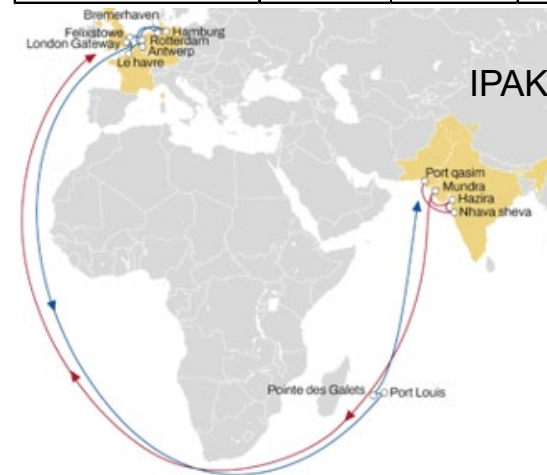 Bremerhaven
Felixstowe
Hamburg
London Gateway
Rotterdam
Antwerp
Le havre
IPAK
Port qasim
Mundra
Hazira
Nhava sheva
Pointe des Galets
Port Louis